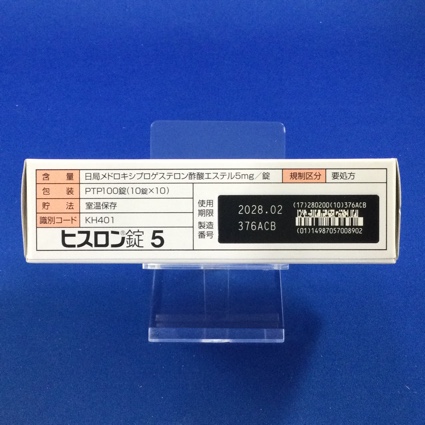 含量 日局メドロキシプロゲステロン酢酸エステル5mg/錠 規制区分 要処方
包装 PTP100錠(10錠×10)
貯法 室温保存
識別コード KH401
ヒスロン®錠 5
使用期限 2028.02
製造番号 376ACB
(17)280200(10)376ACB
(01)14987057008902